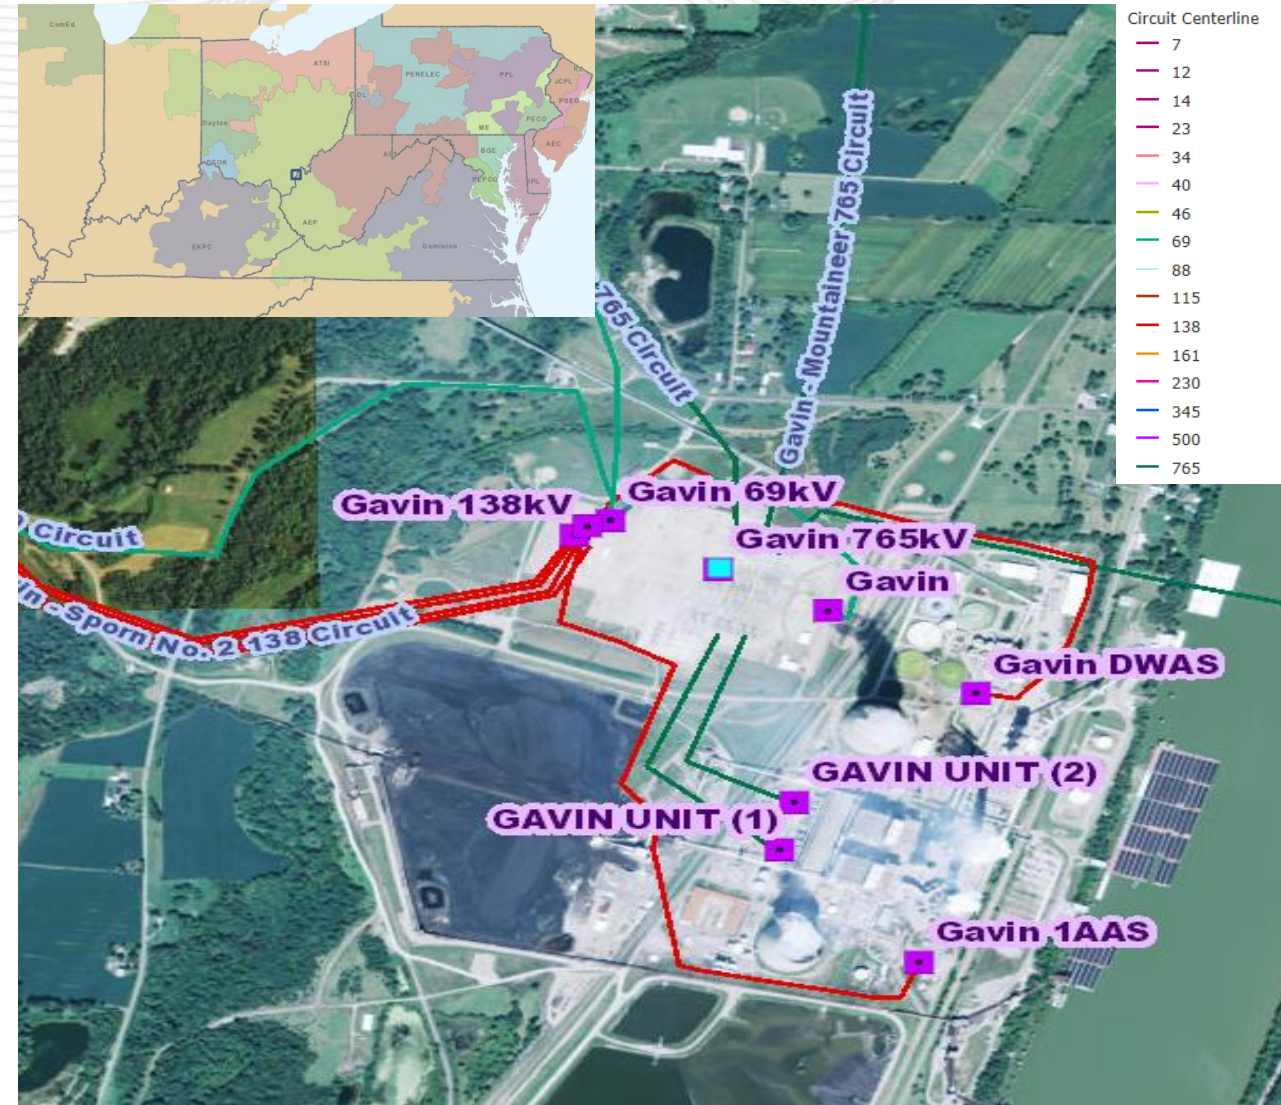 ComEd
ATSI
PENELEC
PPL
JCPL
PSEG
PECO
ME
AEC
BGE
PEPCO
DPL
Dayton
DEOK
AEP
EKPC
Dominion
Circuit Centerline
7
12
14
23
34
40
46
69
88
115
138
161
230
345
500
765
765 Circuit
Gavin - Mountaineer 765 Circuit
Gavin 138kV
Gavin 69kV
Gavin 765kV
Gavin
Circuit
- Sporn No. 2 138 Circuit
Gavin DWAS
GAVIN UNIT (2)
GAVIN UNIT (1)
Gavin 1AAS